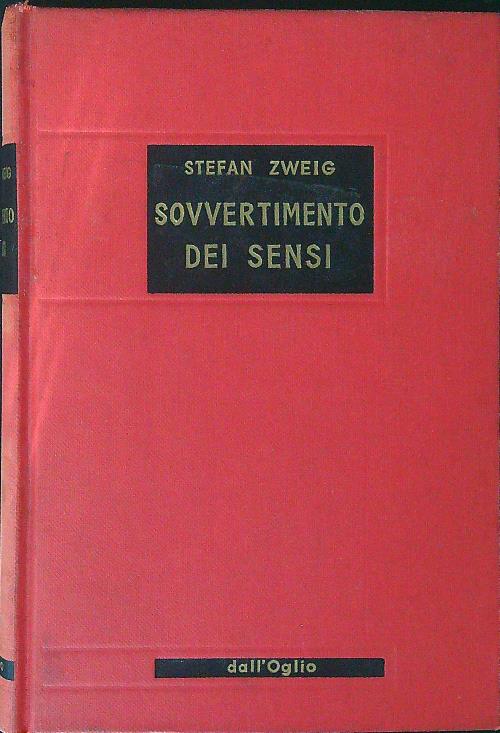 STEFAN ZWEIG
SOVVERTIMENTO
DEI SENSI
dall'Oglio